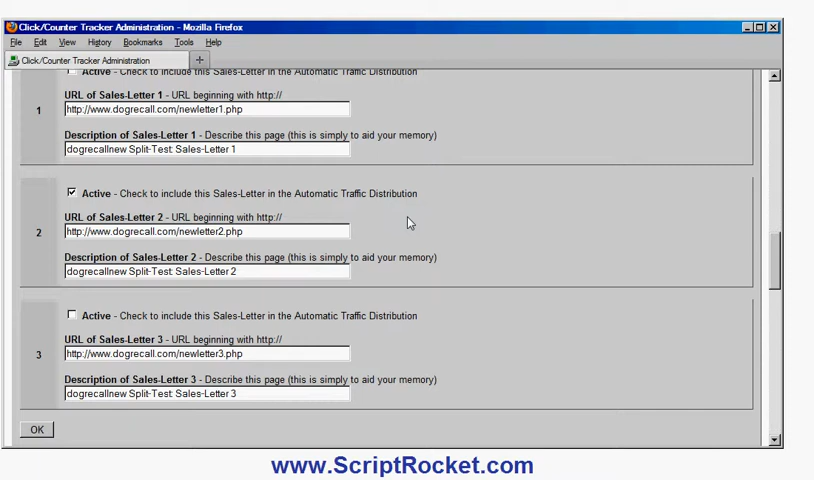 Click/Counter Tracker Administration - Mozilla Firefox
File Edit View History Bookmarks Tools Help
Click/Counter Tracker Administration
Active - Check to include this Sales-Letter in the Automatic Traffic Distribution
URL of Sales-Letter 1 - URL beginning with http://
1
http://www.dogrecall.com/newletter1.php
Description of Sales-Letter 1 - Describe this page (this is simply to aid your memory)
dogrecallnew Split-Test: Sales-Letter 1
Active - Check to include this Sales-Letter in the Automatic Traffic Distribution
URL of Sales-Letter 2 - URL beginning with http://
2
http://www.dogrecall.com/newletter2.php
Description of Sales-Letter 2 - Describe this page (this is simply to aid your memory)
dogrecallnew Split-Test: Sales-Letter 2
Active - Check to include this Sales-Letter in the Automatic Traffic Distribution
URL of Sales-Letter 3 - URL beginning with http://
3
http://www.dogrecall.com/newletter3.php
Description of Sales-Letter 3 - Describe this page (this is simply to aid your memory)
dogrecallnew Split-Test: Sales-Letter 3
OK
www.ScriptRocket.com